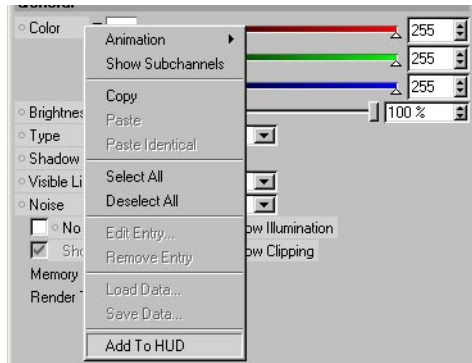 General
Color
255
Animation
255
Show Subchannels
255
Copy
Brightness
100 %
Paste
Type
Paste Identical
Shadow
Select All
Visible Li
Deselect All
Noise
No
Edit Entry...
ow Illumination
Sho
Remove Entry
ow Clipping
Memory
Load Data...
Render
Save Data...
Add To HUD